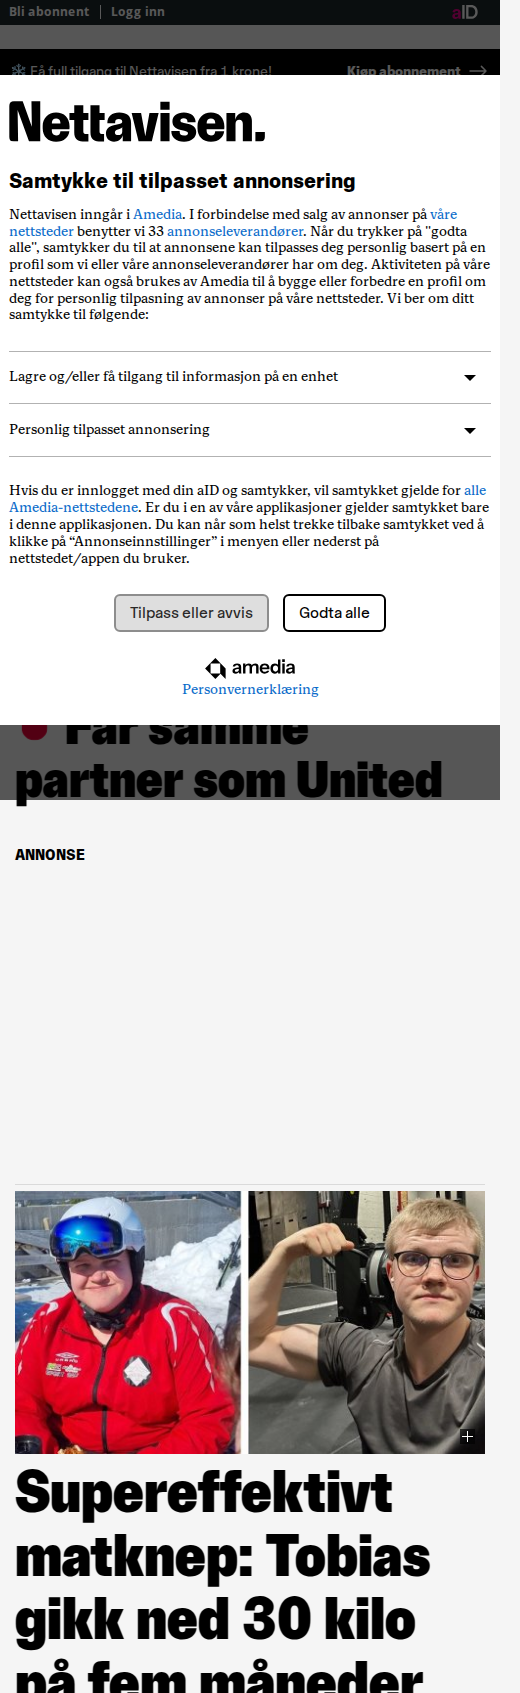 Bli abonnent | Logg inn
aID
Få full tilgang til Nettavisen fra 1 krone!
Kjøp abonnement
Nettavisen.
Samtykke til tilpasset annonsering
Nettavisen inngår i Amedia. I forbindelse med salg av annonser på våre
nettsteder benytter vi 33 annonseleverandører. Når du trykker på "godta
alle", samtykker du til at annonsene kan tilpasses deg personlig basert på en
profil som vi eller våre annonseleverandører har om deg. Aktiviteten på våre
nettsteder kan også brukes av Amedia til å bygge eller forbedre en profil om
deg for personlig tilpasning av annonser på våre nettsteder. Vi ber om ditt
samtykke til følgende:
Lagre og/eller få tilgang til informasjon på en enhet
Personlig tilpasset annonsering
Hvis du er innlogget med din aID og samtykker, vil samtykket gjelde for alle
Amedia-nettstedene. Er du i en av våre applikasjoner gjelder samtykket bare
i denne applikasjonen. Du kan når som helst trekke tilbake samtykket ved å
klikke på “Annonseinnstillinger” i menyen eller nederst på
nettstedet/appen du bruker.
Tilpass eller avvis
Godta alle
amedia
Personvernerklæring
Får samme
partner som United
ANNONSE
Supereffektivt
matknep: Tobias
gikk ned 30 kilo
på fem måneder